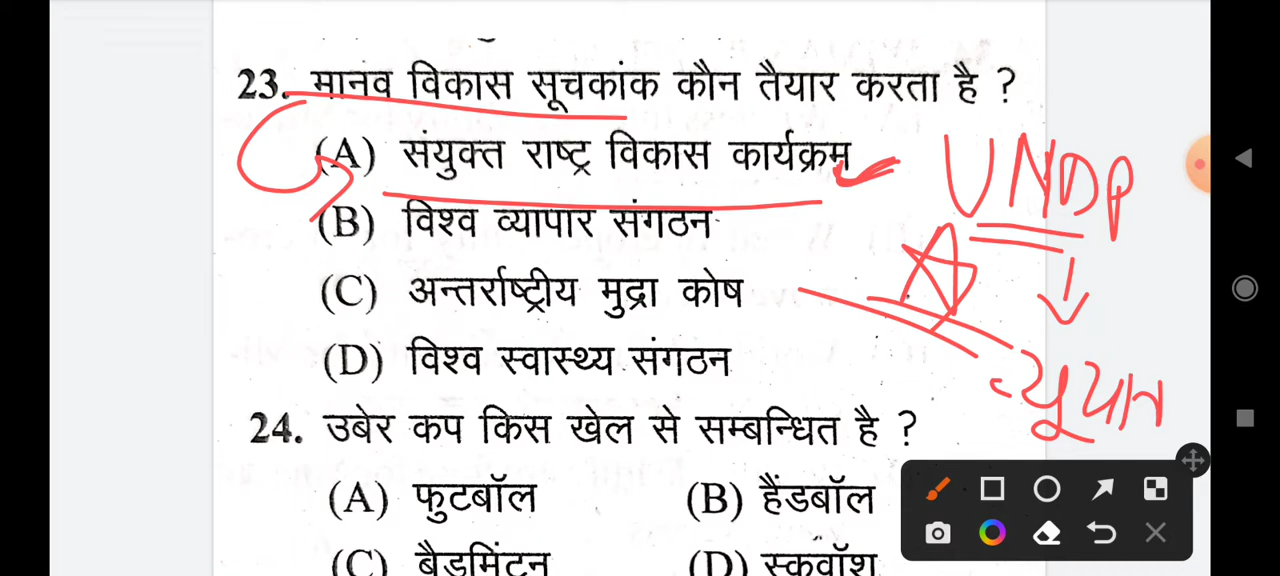 23. मानव विकास सूचकांक कौन तैयार करता है ?
(A) संयुक्त राष्ट्र विकास कार्यक्रम
UNDP
(B) विश्व व्यापार संगठन
(C) अन्तर्राष्ट्रीय मुद्रा कोष
(D) विश्व स्वास्थ्य संगठन
24. उबेर कप किस खेल से सम्बन्धित है ?
(A) फुटबॉल (B) हैंडबॉल
(C) बैडमिंटन (D) स्क्वॉश